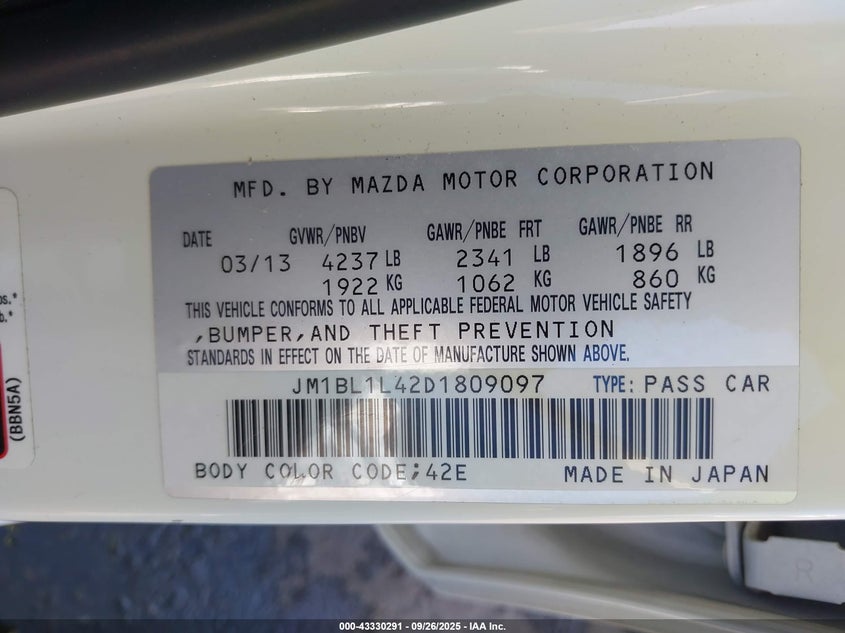 MFD. BY MAZDA MOTOR CORPORATION
DATE GVWR/PNBV GAWR/PNBE FRT GAWR/PNBE RR
03/13 4237 LB 2341 LB 1896 LB
1922 KG 1062 KG 860 KG
THIS VEHICLE CONFORMS TO ALL APPLICABLE FEDERAL MOTOR VEHICLE SAFETY
,BUMPER,AND THEFT PREVENTION
STANDARDS IN EFFECT ON THE DATE OF MANUFACTURE SHOWN ABOVE.
JM1BL1L42D1809097 TYPE: PASS CAR
BODY COLOR CODE;42E MADE IN JAPAN
(BBN5A)
R
000-43330291 - 09/26/2025 - IAA Inc.